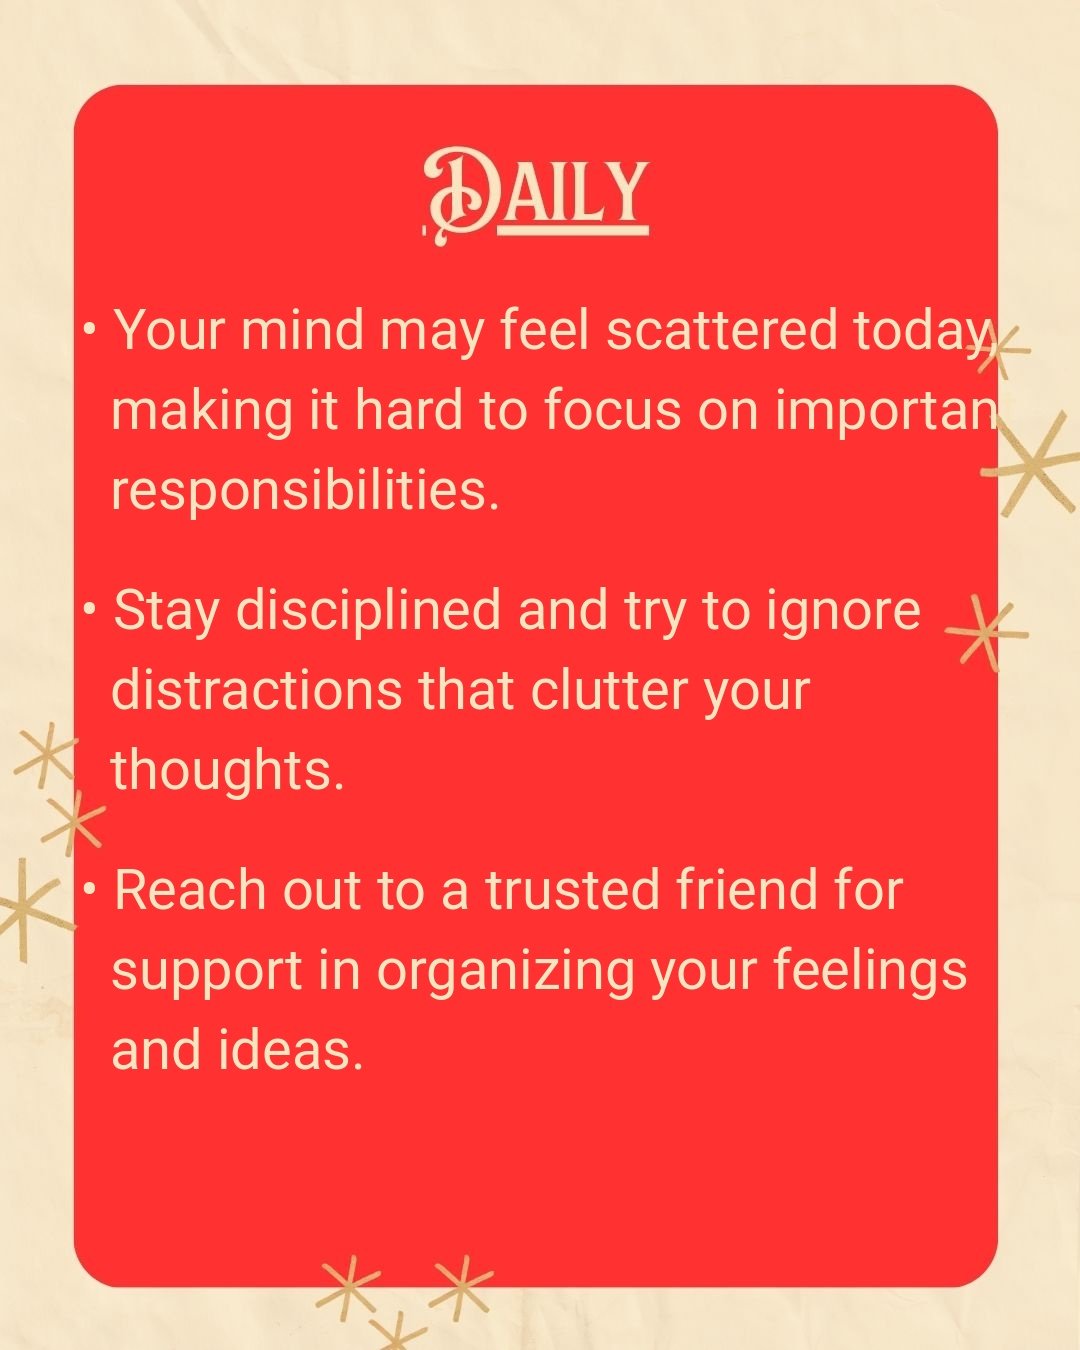 Daily
• Your mind may feel scattered today,
making it hard to focus on importan
responsibilities.
• Stay disciplined and try to ignore
distractions that clutter your
thoughts.
• Reach out to a trusted friend for
support in organizing your feelings
and ideas.